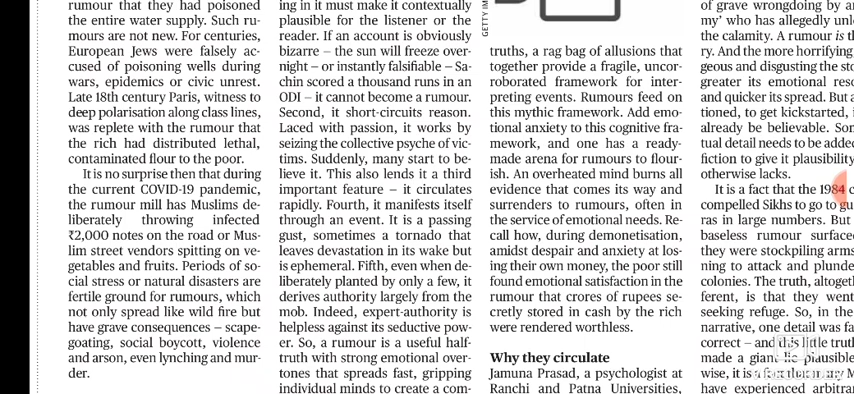 rumour that they had poisoned
the entire water supply. Such ru-
mours are not new. For centuries,
European Jews were falsely ac-
cused of poisoning wells during
wars, epidemics or civic unrest.
Late 18th century Paris, witness to
deep polarisation along class lines,
was replete with the rumour that
the rich had distributed lethal,
contaminated flour to the poor.
It is no surprise then that during
the current COVID-19 pandemic,
the rumour mill has Muslims de-
liberately throwing infected
₹2,000 notes on the road or Mus-
lim street vendors spitting on ve-
getables and fruits. Periods of so-
cial stress or natural disasters are
fertile ground for rumours, which
not only spread like wild fire but
have grave consequences – scape-
goating, social boycott, violence
and arson, even lynching and mur-
der.
ing in it must make it contextually
plausible for the listener or the
reader. If an account is obviously
bizarre – the sun will freeze over-
night – or instantly falsifiable – Sa-
chin scored a thousand runs in an
ODI – it cannot become a rumour.
Second, it short-circuits reason.
Laced with passion, it works by
seizing the collective psyche of vic-
tims. Suddenly, many start to be-
lieve it. This also lends it a third
important feature – it circulates
rapidly. Fourth, it manifests itself
through an event. It is a passing
gust, sometimes a tornado that
leaves devastation in its wake but
is ephemeral. Fifth, even when de-
liberately planted by only a few, it
derives authority largely from the
mob. Indeed, expert-authority is
helpless against its seductive pow-
er. So, a rumour is a useful half-
truth with strong emotional over-
tones that spreads fast, gripping
individual minds to create a com-
GETTY IM
truths, a rag bag of allusions that
together provide a fragile, uncor-
roborated framework for inter-
preting events. Rumours feed on
this mythic framework. Add emo-
tional anxiety to this cognitive fra-
mework, and one has a ready-
made arena for rumours to flour-
ish. An overheated mind burns all
evidence that comes its way and
surrenders to rumours, often in
the service of emotional needs. Re-
call how, during demonetisation,
amidst despair and anxiety at los-
ing their own money, the poor still
found emotional satisfaction in the
rumour that crores of rupees se-
cretly stored in cash by the rich
were rendered worthless.
Why they circulate
Jamuna Prasad, a psychologist at
Ranchi and Patna Universities,
of grave wrongdoing by an
my' who has allegedly unle
the calamity. A rumour is th
ry. And the more horrifying
geous and disgusting the sto
greater its emotional reso
and quicker its spread. But a
tioned, to get kickstarted, i
already be believable. Som
tual detail needs to be added
fiction to give it plausibility
otherwise lacks.
It is a fact that the 1984 c
compelled Sikhs to go to gu
ras in large numbers. But
baseless rumour surface
they were stockpiling arms
ning to attack and plunde
colonies. The truth, altogeth
ferent, is that they went
seeking refuge. So, in the
narrative, one detail was fa
correct – and this little truth
made a giant lie plausible
wise, it is
have experienced arbitrar